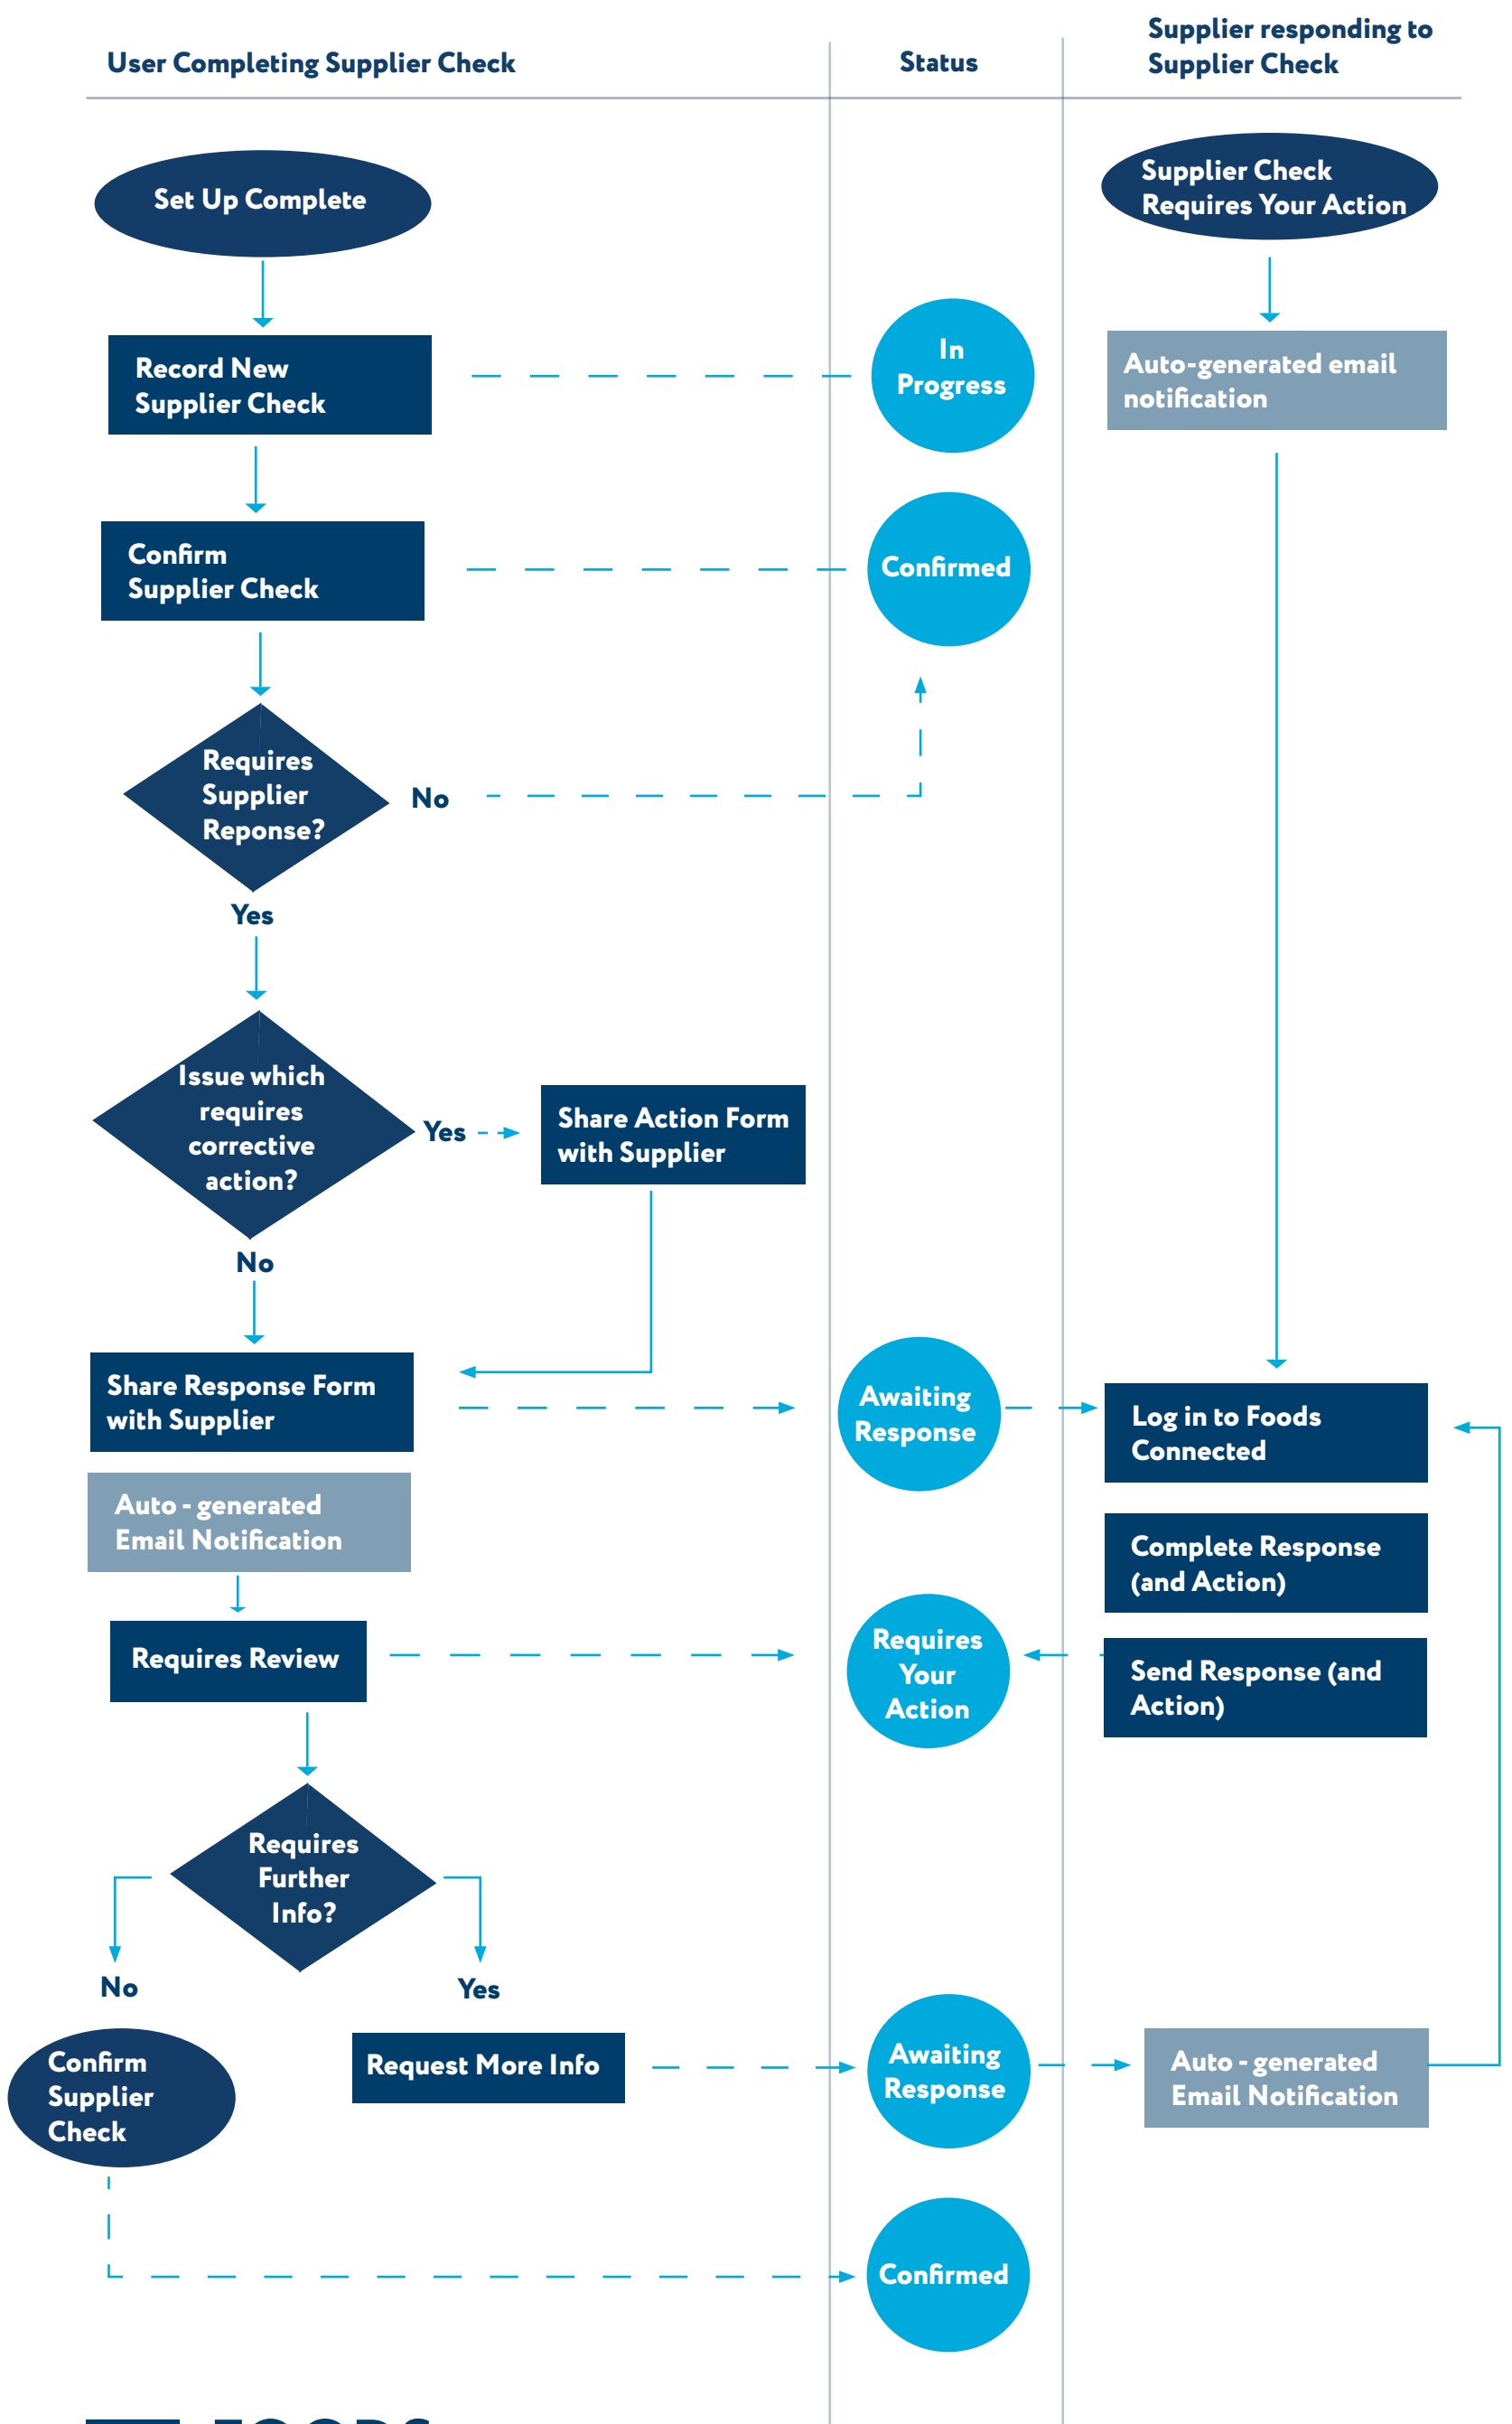 User Completing Supplier Check
Status
Supplier responding to
Supplier Check
Set Up Complete
Supplier Check
Requires Your Action
Record New
Supplier Check
In
Progress
Auto-generated email
notification
Confirm
Supplier Check
Confirmed
Requires
Supplier
Reponse?
No
Yes
Issue which
requires
corrective
action?
Yes
Share Action Form
with Supplier
No
Share Response Form
with Supplier
Awaiting
Response
Log in to Foods
Connected
Auto - generated
Email Notification
Complete Response
(and Action)
Requires Review
Requires
Your
Action
Send Response (and
Action)
Requires
Further
Info?
No
Yes
Confirm
Supplier
Check
Request More Info
Awaiting
Response
Auto - generated
Email Notification
Confirmed